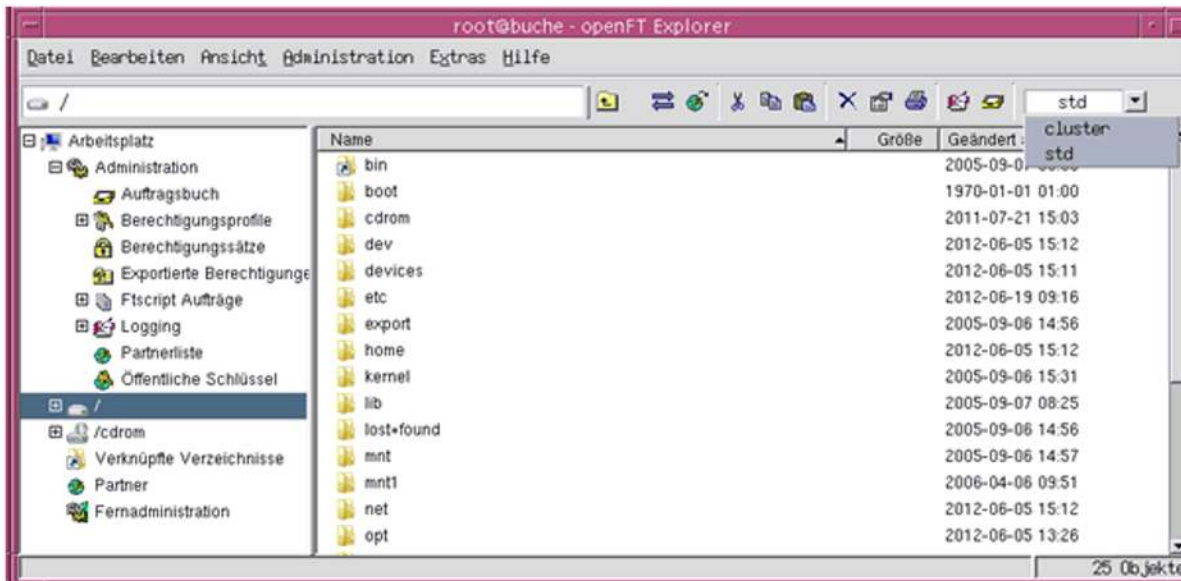 root@buche - openFT Explorer
Datei Bearbeiten Ansicht Administration Extras Hilfe
/ std
cluster
std
Arbeitsplatz
Administration
Auftragsbuch
Berechtigungsprofile
Berechtigungssätze
Exportierte Berechtigunge
Ftscript Aufträge
Logging
Partnerliste
Öffentliche Schlüssel
/
/cdrom
Verknüpfte Verzeichnisse
Partner
Fernadministration
Name Größe Geändert
bin 2005-09-07
boot 1970-01-01 01:00
cdrom 2011-07-21 15:03
dev 2012-06-05 15:12
devices 2012-06-05 15:11
etc 2012-06-19 09:16
export 2005-09-06 14:56
home 2012-06-05 15:12
kernel 2005-09-06 15:31
lib 2005-09-07 08:25
lost+found 2005-09-06 14:56
mnt 2005-09-06 14:57
mnt1 2006-04-06 09:51
net 2012-06-05 15:12
opt 2012-06-05 13:26
25 Objekte